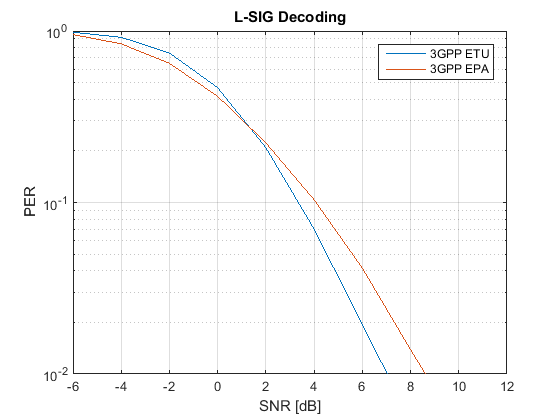 L-SIG Decoding
3GPP ETU
3GPP EPA
PER
10^0
10^-1
10^-2
-6 -4 -2 0 2 4 6 8 10 12
SNR [dB]